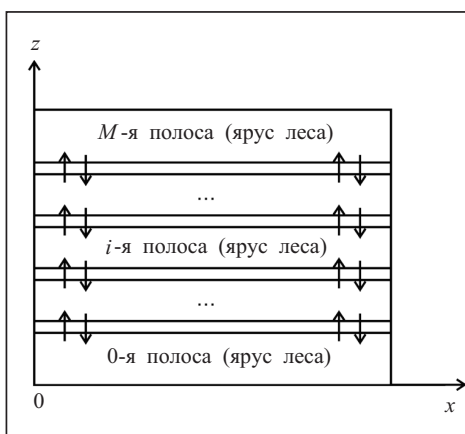 z
M-я полоса (ярус леса)
...
i-я полоса (ярус леса)
...
0-я полоса (ярус леса)
0
x